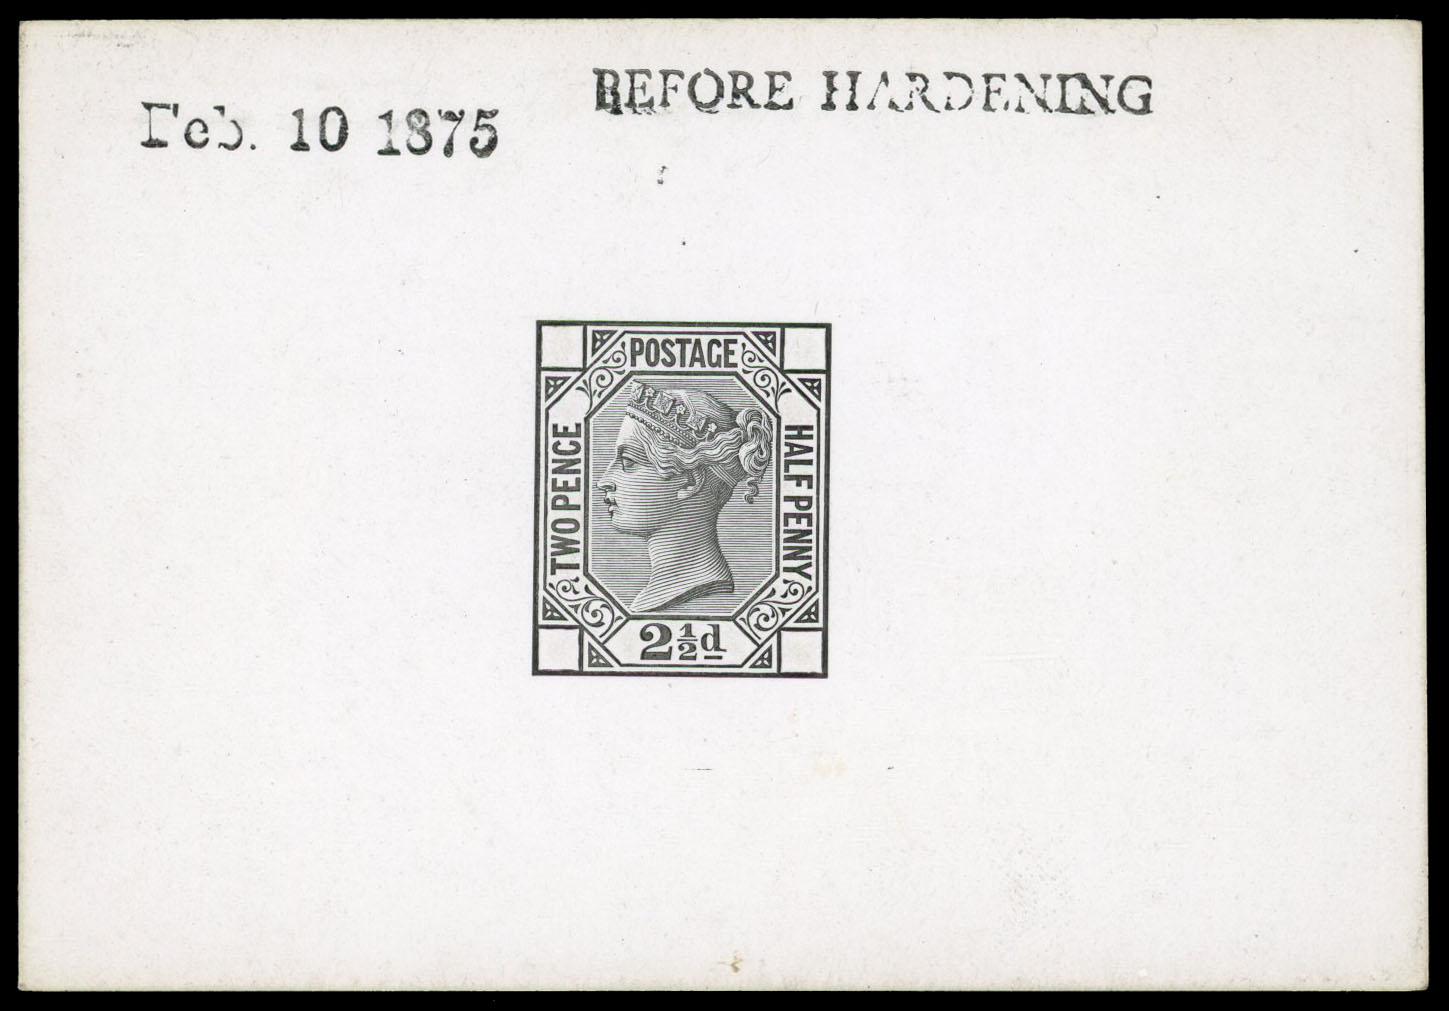 Feb. 10 1875
BEFORE HARDENING
POSTAGE
TWO PENCE
HALF PENNY
2½d